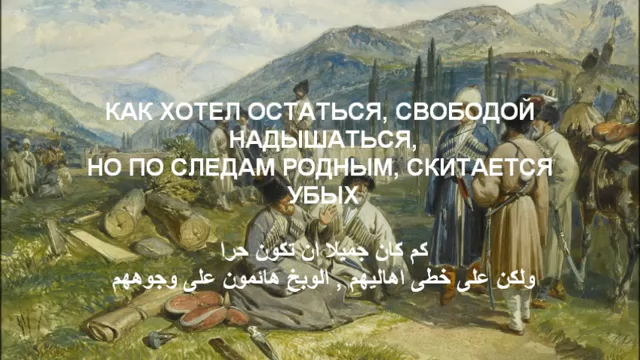 КАК ХОТЕЛ ОСТАТЬСЯ, СВОБОДОЙ
НАДЫШАТЬСЯ,
НО ПО СЛЕДАМ РОДНЫМ, СКИТАЕТСЯ
УБЫХ
كم كان جميلا ان تكون حرا
ولكن على خطى اهاليهم , الوبخ هائمون على وجوههم